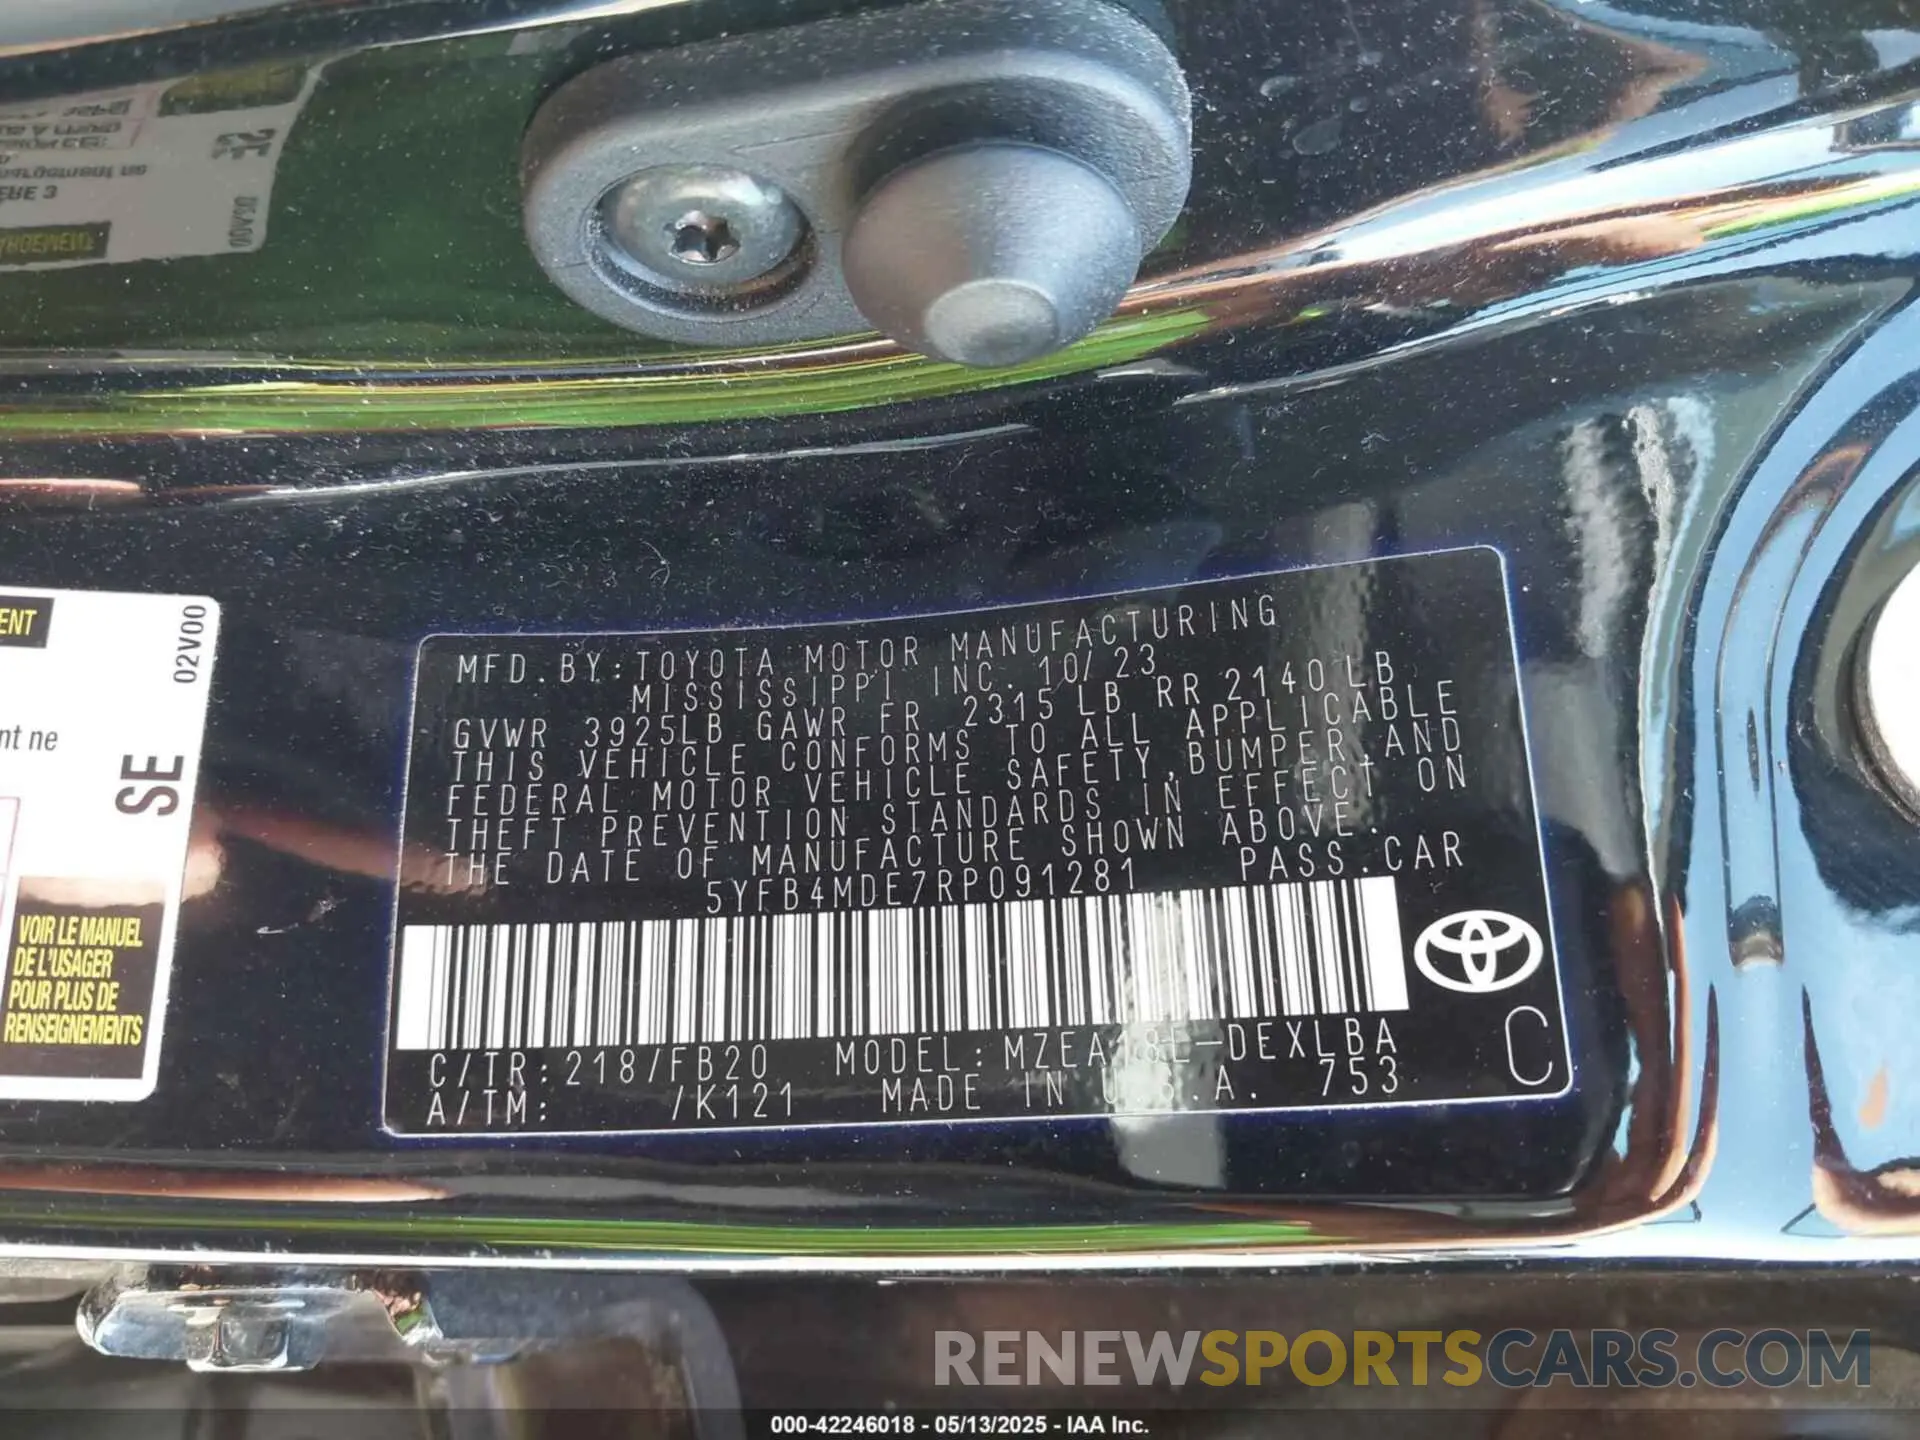 ENT
02V00
nt ne
SE
VOIR LE MANUEL
DE L'USAGER
POUR PLUS DE
RENSEIGNEMENTS
MFD. BY: TOYOTA MOTOR MANUFACTURING
MISSISSIPPI INC. 10/23
GVWR 3925LB GAWR FR 2315 LB RR 2140 LB
THIS VEHICLE CONFORMS TO ALL APPLICABLE
FEDERAL MOTOR VEHICLE SAFETY, BUMPER, AND
THEFT PREVENTION STANDARDS IN EFFECT ON
THE DATE OF MANUFACTURE SHOWN ABOVE.
5YFB4MDE7RP091281 PASS. CAR
C/TR: 218/FB20 MODEL: MZEA18L-DEXLBA
A/TM: /K121 MADE IN U.S.A. 753
C
RENEWSPORTSCARS.COM
000-42246018 - 05/13/2025 - IAA Inc.